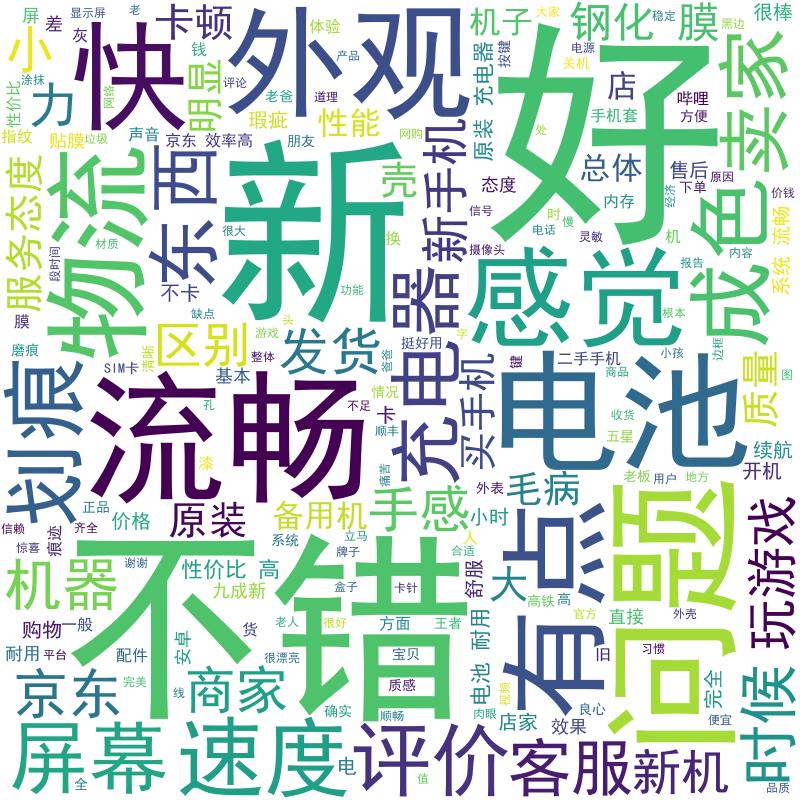 屏
差
显示屏
老
灰
卡顿
小
涂抹
钱
评论
快
外观
体验
产品
大家
稳定
黑边
机子
钢化
膜
很棒
电源
按键
关机
充电器
好
店
卖家
性价比
力
网络
明显
老爸
道理
瑕疵
性能
指纹
贴膜
垃圾
声音
京东
效率高
朋友
网购
原装
处
手机套
哔哩
方便
总体
售后
原因
服务态度
物流
东西
新
壳
新手机
态度
内存
经济
下单
价钱
成色
材质
很大
换
信号
时
慢
电话
灵敏
机
内容
系统
流畅
段时间
不卡
功能
摄像头
感觉
报告
膜
缺点
充电器
根本
磨痕
清晰
区别
游戏
头
发货
挺好用
字
爸爸
键
二手手机
小孩
边框
SIM卡
整体
基本
情况
买手机
商品
图
质量
划痕
流畅
孔
不足
卡
顺丰
电池
收货
五星
续航
漆
痛苦
外表
毛病
老板
用户
地方
开机
正品
价格
原装
备用机
手感
小时
有点
问题
玩游戏
信赖
痕迹
齐全
系统
立马
人
合适
惊喜
谢谢
不错
牌子
舒服
大
机器
性价比
高
九成新
盒子
卡针
高铁
高
官方
直接
外壳
购物
一般
安卓
货
老人
很好
方面
王者
耐用
旧
习惯
耐用
平台
配件
很漂亮
宝贝
电池
视频
完全
时候
京东
完美
线
商家
确实
质感
顺畅
肉眼
店家
良心
效果
便宜
屏幕
全
速度
电
评价
值
客服
新机
品质